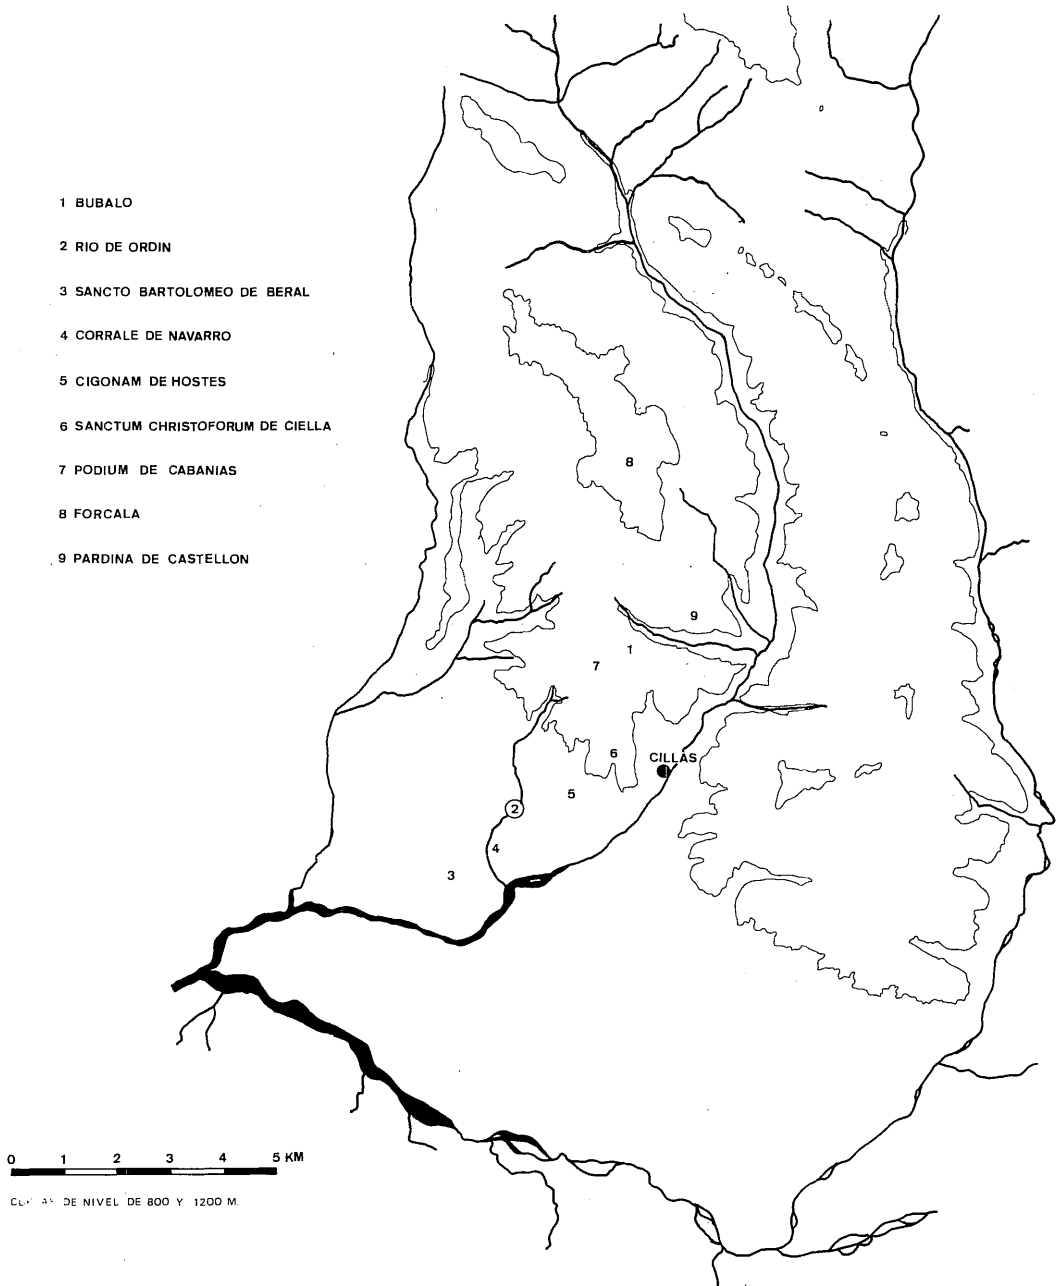 1 BUBALO
2 RIO DE ORDIN
3 SANCTO BARTOLOMEO DE BERAL
4 CORRALE DE NAVARRO
5 CIGONAM DE HOSTES
6 SANCTUM CHRISTOFORUM DE CIELLA
7 PODIUM DE CABANIAS
8 FORCALA
9 PARDINA DE CASTELLON
8
9
1
7
6
CILLAS
5
2
4
3
0 1 2 3 4 5 KM
DE NIVEL DE 800 Y 1200 M.